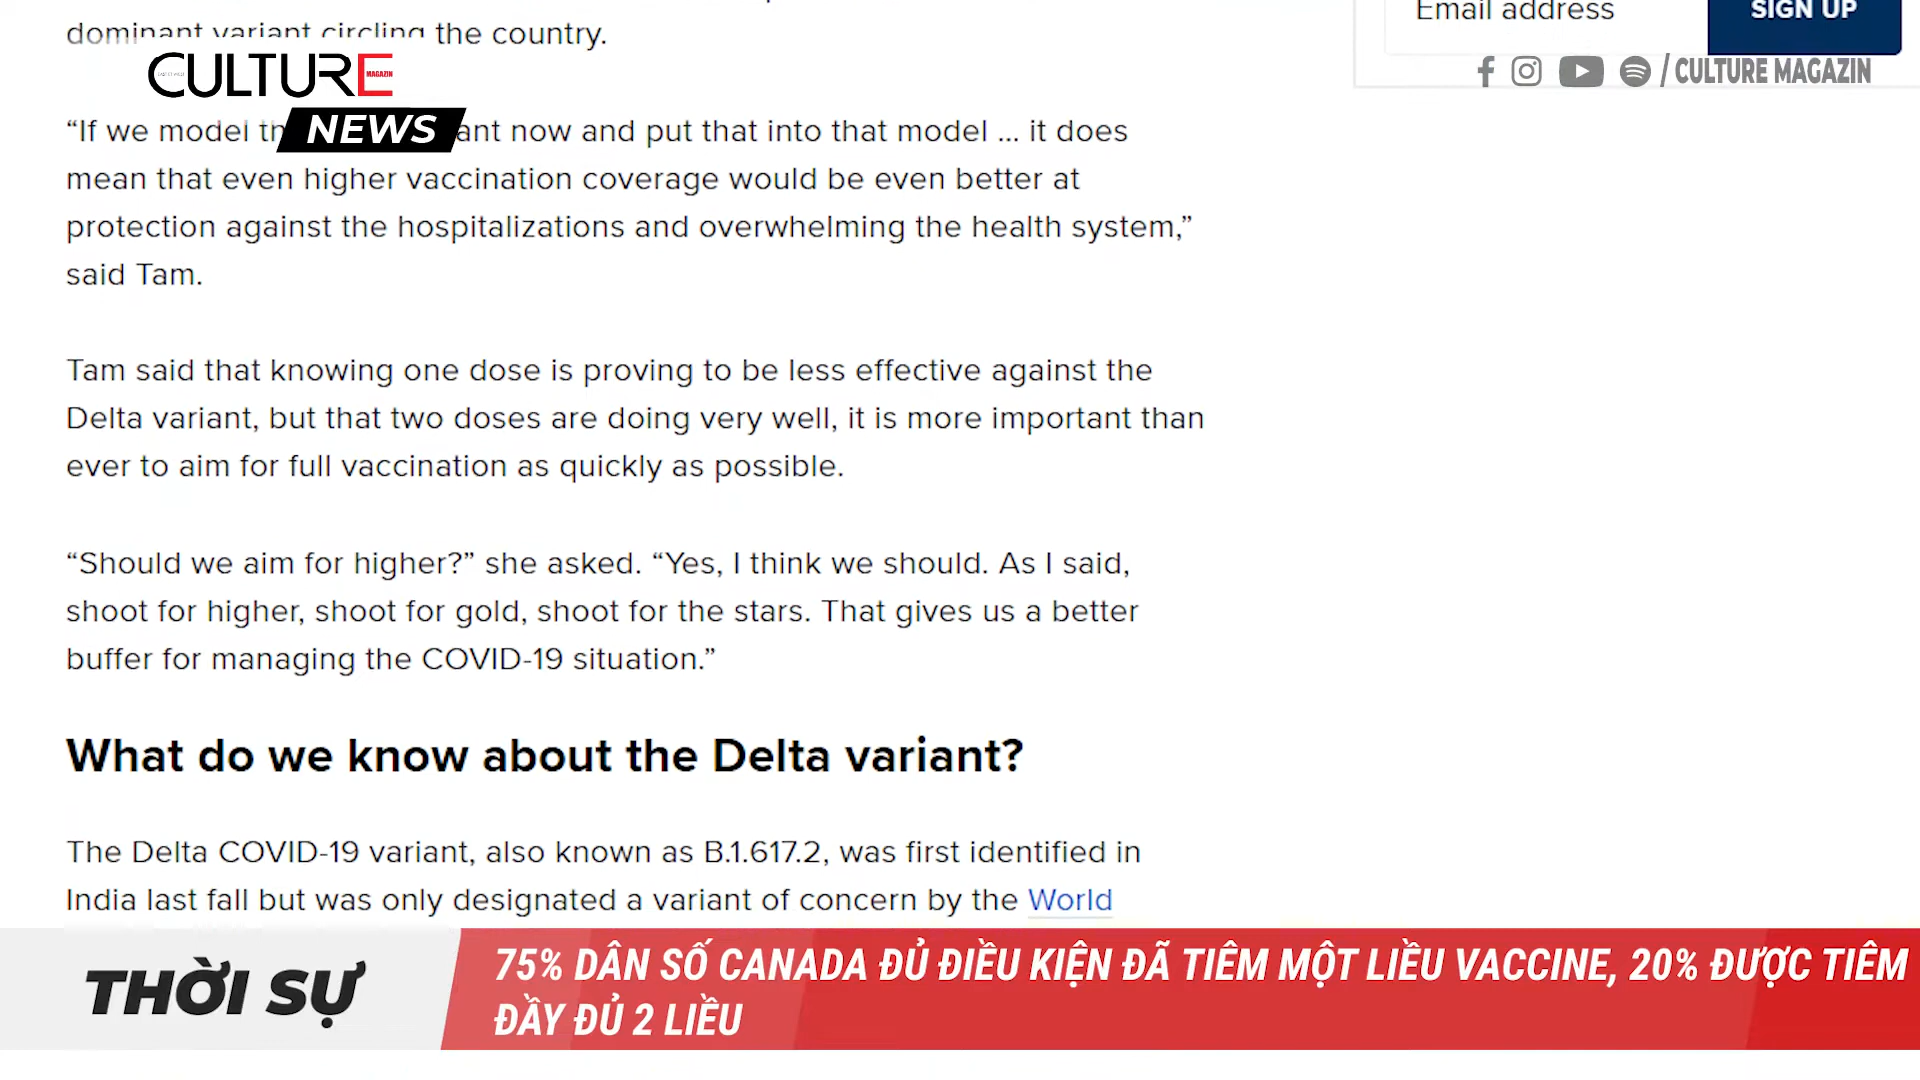 dominant variant circling the country.
Email address
SIGN UP
CULTURE
MAGAZIN
NEWS
/ CULTURE MAGAZIN
“If we model ant now and put that into that model ... it does
mean that even higher vaccination coverage would be even better at
protection against the hospitalizations and overwhelming the health system,”
said Tam.
Tam said that knowing one dose is proving to be less effective against the
Delta variant, but that two doses are doing very well, it is more important than
ever to aim for full vaccination as quickly as possible.
“Should we aim for higher?” she asked. “Yes, I think we should. As I said,
shoot for higher, shoot for gold, shoot for the stars. That gives us a better
buffer for managing the COVID-19 situation.”
What do we know about the Delta variant?
The Delta COVID-19 variant, also known as B.1.617.2, was first identified in
India last fall but was only designated a variant of concern by the World
THỜI SỰ
75% DÂN SỐ CANADA ĐỦ ĐIỀU KIỆN ĐÃ TIÊM MỘT LIỀU VACCINE, 20% ĐƯỢC TIÊM
ĐẦY ĐỦ 2 LIỀU